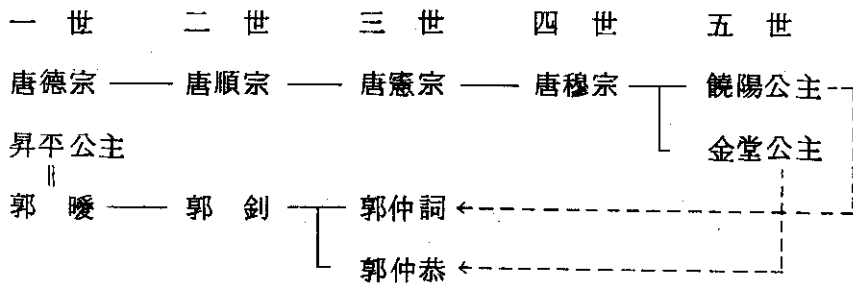 一世 二世 三世 四世 五世
唐德宗 唐順宗 唐憲宗 唐穆宗 饒陽公主
昇平公主 金堂公主
郭曖 郭釗 郭仲詞
郭仲恭